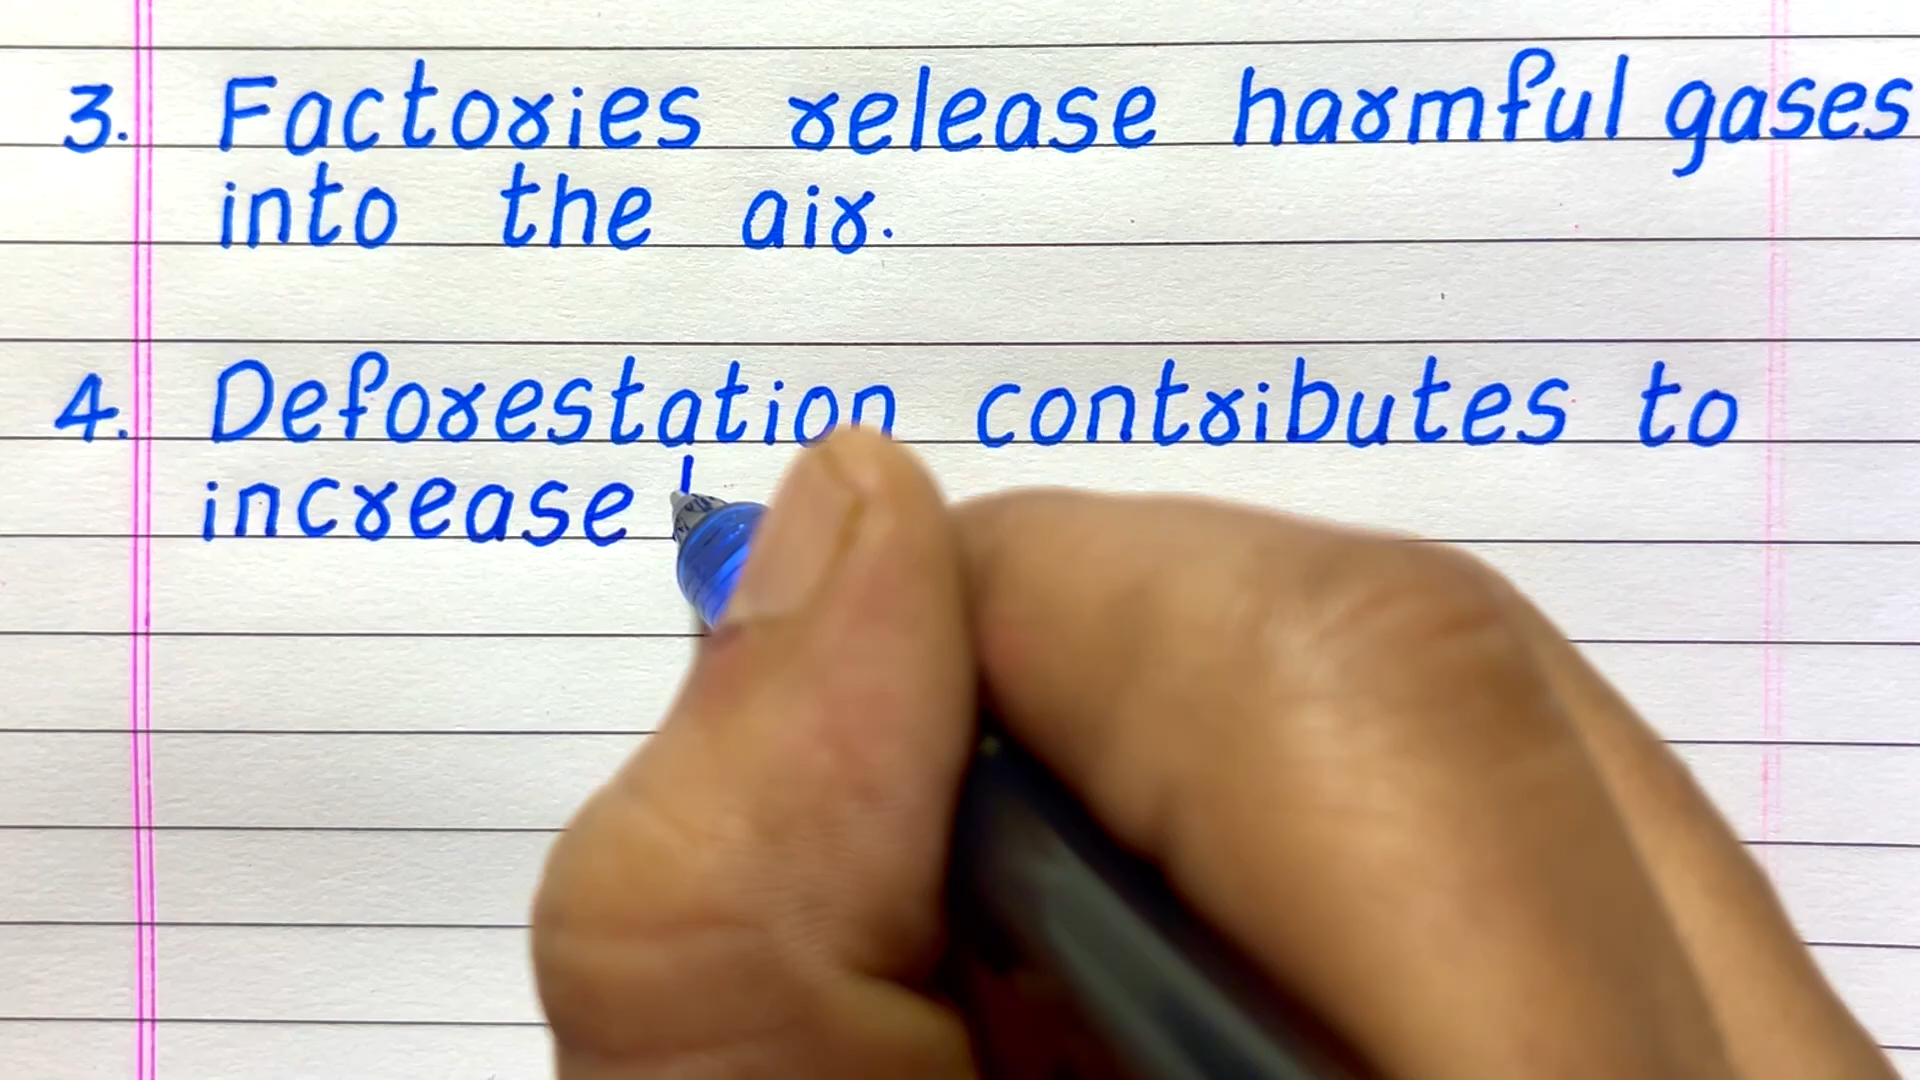 3. Factories release harmful gases
into the air.
4. Deforestation contributes to
increase